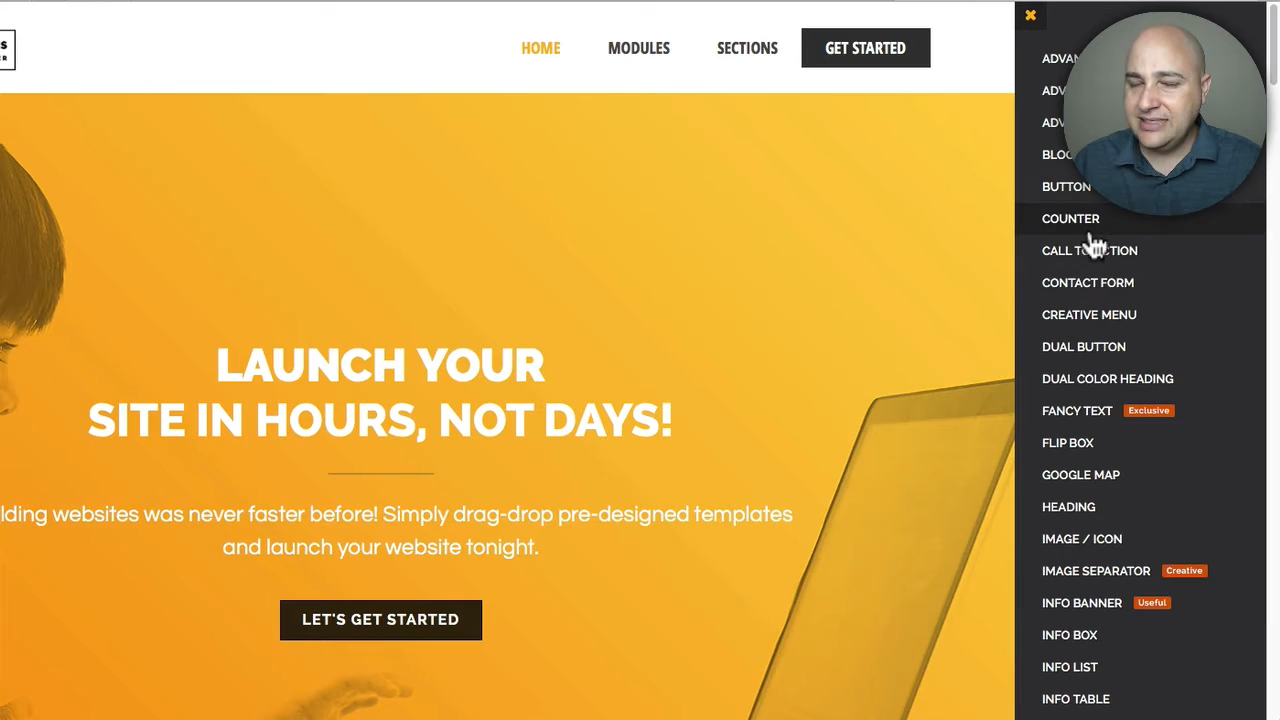 S
ER
HOME
MODULES
SECTIONS
GET STARTED
LAUNCH YOUR
SITE IN HOURS, NOT DAYS!
lding websites was never faster before! Simply drag-drop pre-designed templates
and launch your website tonight.
LET'S GET STARTED
ADVAN
ADV
ADV
BLOC
BUTTON
COUNTER
CALL TO ACTION
CONTACT FORM
CREATIVE MENU
DUAL BUTTON
DUAL COLOR HEADING
FANCY TEXT Exclusive
FLIP BOX
GOOGLE MAP
HEADING
IMAGE / ICON
IMAGE SEPARATOR Creative
INFO BANNER Useful
INFO BOX
INFO LIST
INFO TABLE